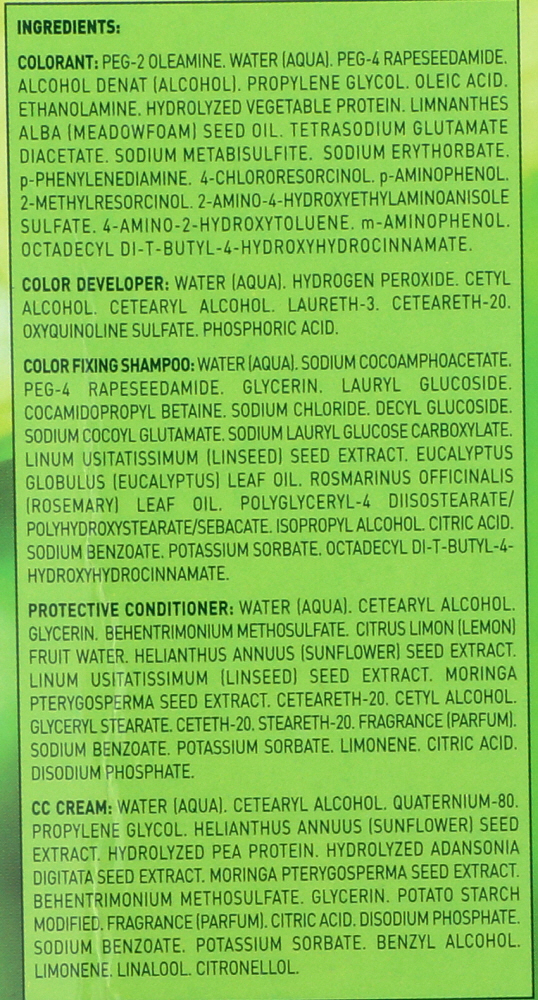 INGREDIENTS:
COLORANT: PEG-2 OLEAMINE. WATER (AQUA). PEG-4 RAPESEEDAMIDE.
ALCOHOL DENAT (ALCOHOL). PROPYLENE GLYCOL. OLEIC ACID.
ETHANOLAMINE. HYDROLYZED VEGETABLE PROTEIN. LIMNANTHES
ALBA (MEADOWFOAM) SEED OIL. TETRASODIUM GLUTAMATE
DIACETATE. SODIUM METABISULFITE. SODIUM ERYTHORBATE.
p-PHENYLENEDIAMINE. 4-CHLORORESORCINOL. p-AMINOPHENOL.
2-METHYLRESORCINOL. 2-AMINO-4-HYDROXYETHYLAMINOANISOLE
SULFATE. 4-AMINO-2-HYDROXYTOLUENE. m-AMINOPHENOL.
OCTADECYL DI-T-BUTYL-4-HYDROXYHYDROCINNAMATE.
COLOR DEVELOPER: WATER (AQUA). HYDROGEN PEROXIDE. CETYL
ALCOHOL. CETEARYL ALCOHOL. LAURETH-3. CETEARETH-20.
OXYQUINOLINE SULFATE. PHOSPHORIC ACID.
COLOR FIXING SHAMPOO: WATER (AQUA). SODIUM COCOAMPHOACETATE.
PEG-4 RAPESEEDAMIDE. GLYCERIN. LAURYL GLUCOSIDE.
COCAMIDOPROPYL BETAINE. SODIUM CHLORIDE. DECYL GLUCOSIDE.
SODIUM COCOYL GLUTAMATE. SODIUM LAURYL GLUCOSE CARBOXYLATE.
LINUM USITATISSIMUM (LINSEED) SEED EXTRACT. EUCALYPTUS
GLOBULUS (EUCALYPTUS) LEAF OIL. ROSMARINUS OFFICINALIS
(ROSEMARY) LEAF OIL. POLYGLYCERYL-4 DIISOSTEARATE/
POLYHYDROXYSTEARATE/SEBACATE. ISOPROPYL ALCOHOL. CITRIC ACID.
SODIUM BENZOATE. POTASSIUM SORBATE. OCTADECYL DI-T-BUTYL-4-
HYDROXYHYDROCINNAMATE.
PROTECTIVE CONDITIONER: WATER (AQUA). CETEARYL ALCOHOL.
GLYCERIN. BEHENTRIMONIUM METHOSULFATE. CITRUS LIMON (LEMON)
FRUIT WATER. HELIANTHUS ANNUUS (SUNFLOWER) SEED EXTRACT.
LINUM USITATISSIMUM (LINSEED) SEED EXTRACT. MORINGA
PTERYGOSPERMA SEED EXTRACT. CETEARETH-20. CETYL ALCOHOL.
GLYCERYL STEARATE. CETETH-20. STEARETH-20. FRAGRANCE (PARFUM).
SODIUM BENZOATE. POTASSIUM SORBATE. LIMONENE. CITRIC ACID.
DISODIUM PHOSPHATE.
CC CREAM: WATER (AQUA). CETEARYL ALCOHOL. QUATERNIUM-80.
PROPYLENE GLYCOL. HELIANTHUS ANNUUS (SUNFLOWER) SEED
EXTRACT. HYDROLYZED PEA PROTEIN. HYDROLYZED ADANSONIA
DIGITATA SEED EXTRACT. MORINGA PTERYGOSPERMA SEED EXTRACT.
BEHENTRIMONIUM METHOSULFATE. GLYCERIN. POTATO STARCH
MODIFIED. FRAGRANCE (PARFUM). CITRIC ACID. DISODIUM PHOSPHATE.
SODIUM BENZOATE. POTASSIUM SORBATE. BENZYL ALCOHOL.
LIMONENE. LINALOOL. CITRONELLOL.